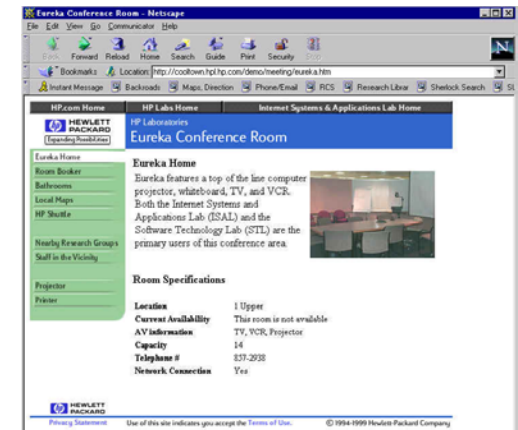 Eureka Conference Room - Netscape
File Edit View Go Communicator Help
Back Forward Reload Home Search Guide Print Security Stop
Bookmarks Location: http://cooltown.hpl.hp.com/demo/meeting/eureka.htm
Instant Message Backroads Maps, Direction Phone/Email RCS Research Librar Sherlock Search SL
HP.com Home HP Labs Home Internet Systems & Applications Lab Home
HEWLETT
PACKARD
Expanding Possibilities
HP Laboratories
Eureka Conference Room
Eureka Home
Room Booker
Bathrooms
Local Maps
HP Shuttle
Nearby Research Groups
Staff in the Vicinity
Projector
Printer
Eureka Home
Eureka features a top of the line computer
projector, whiteboard, TV, and VCR.
Both the Internet Systems and
Applications Lab (ISAL) and the
Software Technology Lab (STL) are the
primary users of this conference area.
Room Specifications
Location 1 Upper
Current Availability This room is not available
AV information TV, VCR, Projector
Capacity 14
Telephone # 857-2938
Network Connection Yes
HEWLETT
PACKARD
Privacy Statement Use of this site indicates you accept the Terms of Use. © 1994-1999 Hewlett-Packard Company